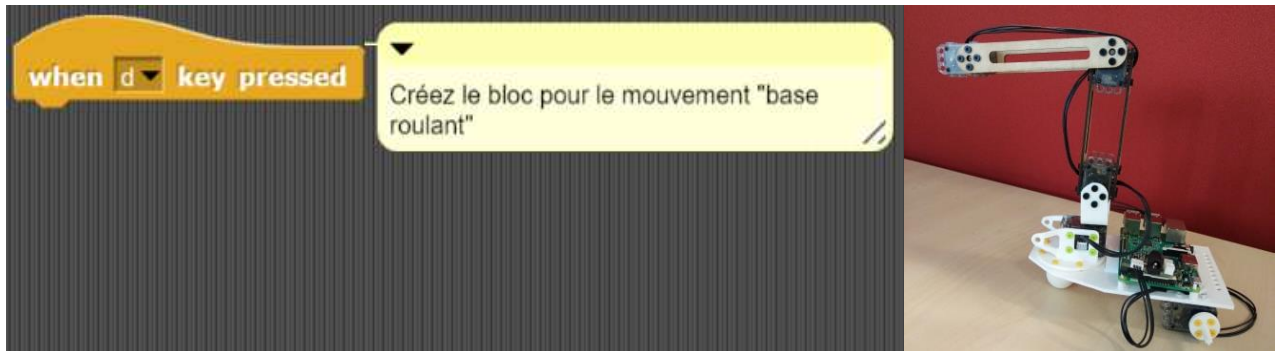 when d key pressed
Créez le bloc pour le mouvement "base
roulant"